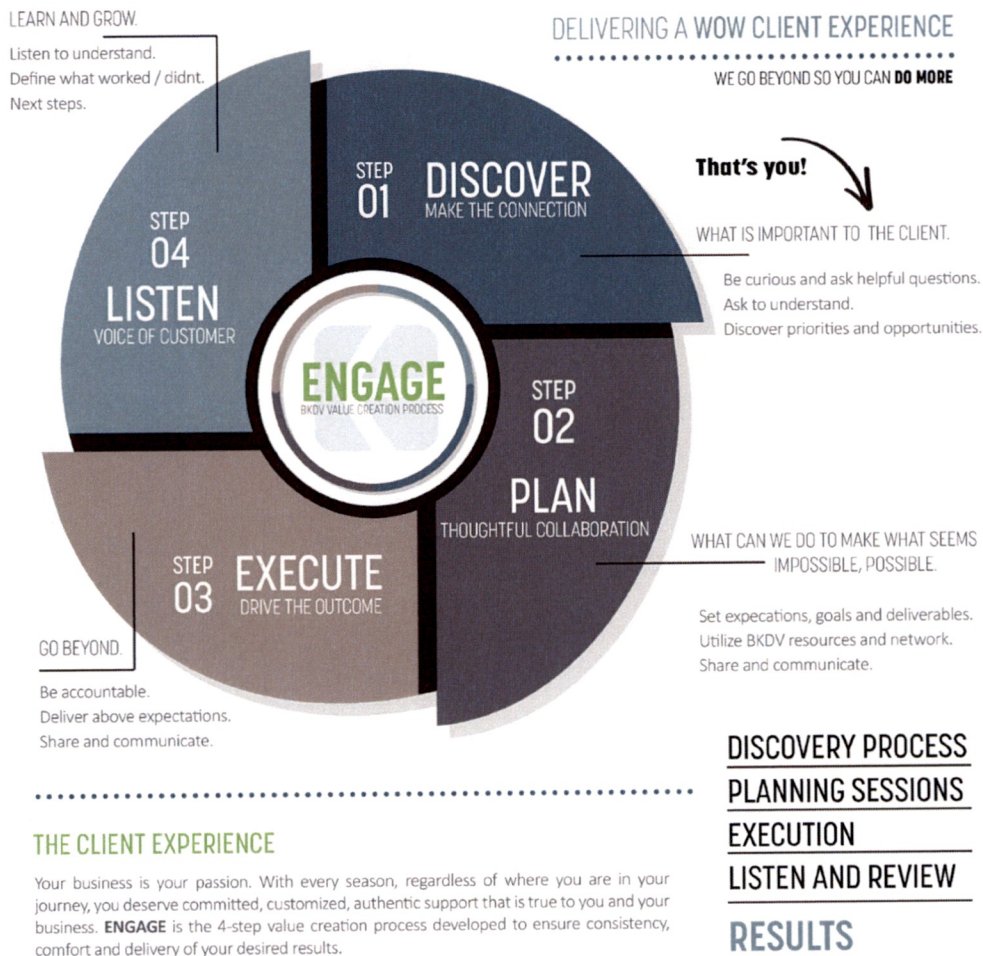 LEARN AND GROW.
Listen to understand.
Define what worked / didnt.
Next steps.
DELIVERING A WOW CLIENT EXPERIENCE
WE GO BEYOND SO YOU CAN DO MORE
STEP
01
DISCOVER
MAKE THE CONNECTION
That's you!
WHAT IS IMPORTANT TO THE CLIENT.
Be curious and ask helpful questions.
Ask to understand.
Discover priorities and opportunities.
STEP
04
LISTEN
VOICE OF CUSTOMER
ENGAGE
BKDV VALUE CREATION PROCESS
STEP
02
PLAN
THOUGHTFUL COLLABORATION
WHAT CAN WE DO TO MAKE WHAT SEEMS
IMPOSSIBLE, POSSIBLE.
Set expecations, goals and deliverables.
Utilize BKDV resources and network.
Share and communicate.
STEP
03
EXECUTE
DRIVE THE OUTCOME
GO BEYOND.
Be accountable.
Deliver above expectations.
Share and communicate.
THE CLIENT EXPERIENCE
Your business is your passion. With every season, regardless of where you are in your
journey, you deserve committed, customized, authentic support that is true to you and your
business. ENGAGE is the 4-step value creation process developed to ensure consistency,
comfort and delivery of your desired results.
DISCOVERY PROCESS
PLANNING SESSIONS
EXECUTION
LISTEN AND REVIEW
RESULTS